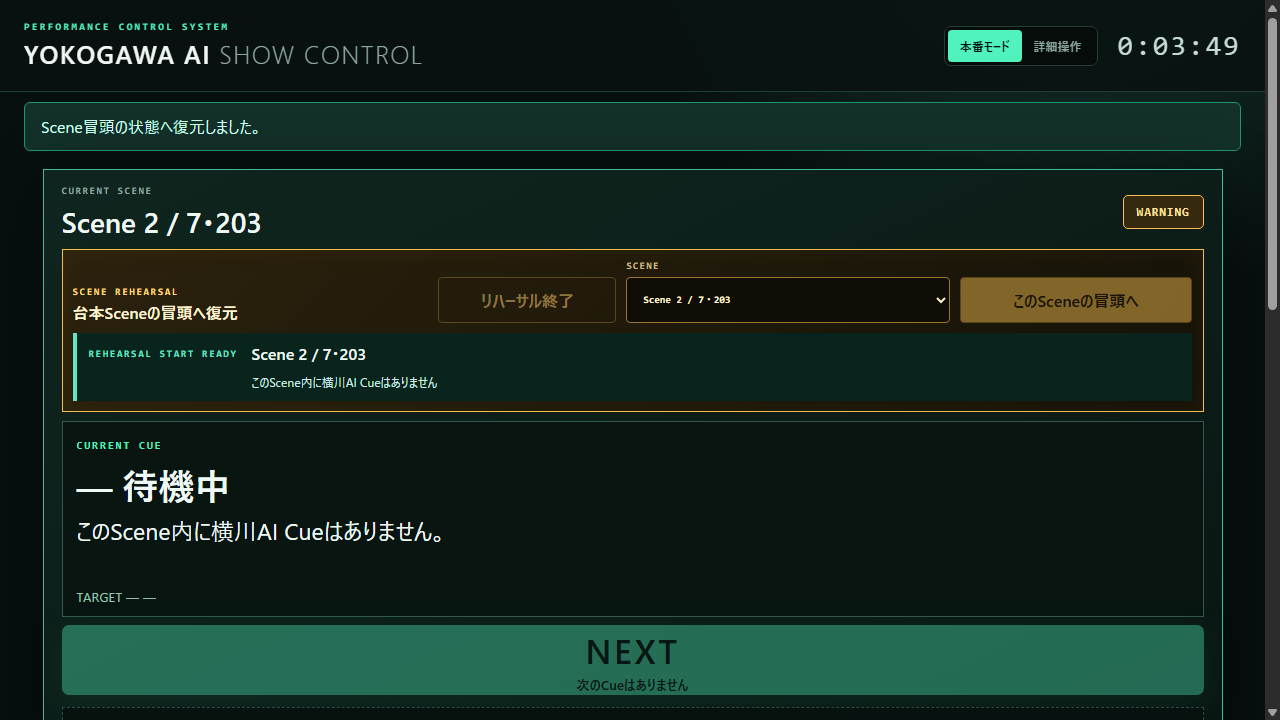 PERFORMANCE CONTROL SYSTEM
YOKOGAWA AI SHOW CONTROL
本番モード
詳細操作
0:03:49
Scene冒頭の状態へ復元しました。
CURRENT SCENE
Scene 2 / 7・203
WARNING
SCENE REHEARSAL
台本Sceneの冒頭へ復元
リハーサル終了
SCENE
Scene 2 / 7・203
このSceneの冒頭へ
REHEARSAL START READY
Scene 2 / 7・203
このScene内に横川AI Cueはありません
CURRENT CUE
— 待機中
このScene内に横川AI Cueはありません。
TARGET — —
NEXT
次のCueはありません